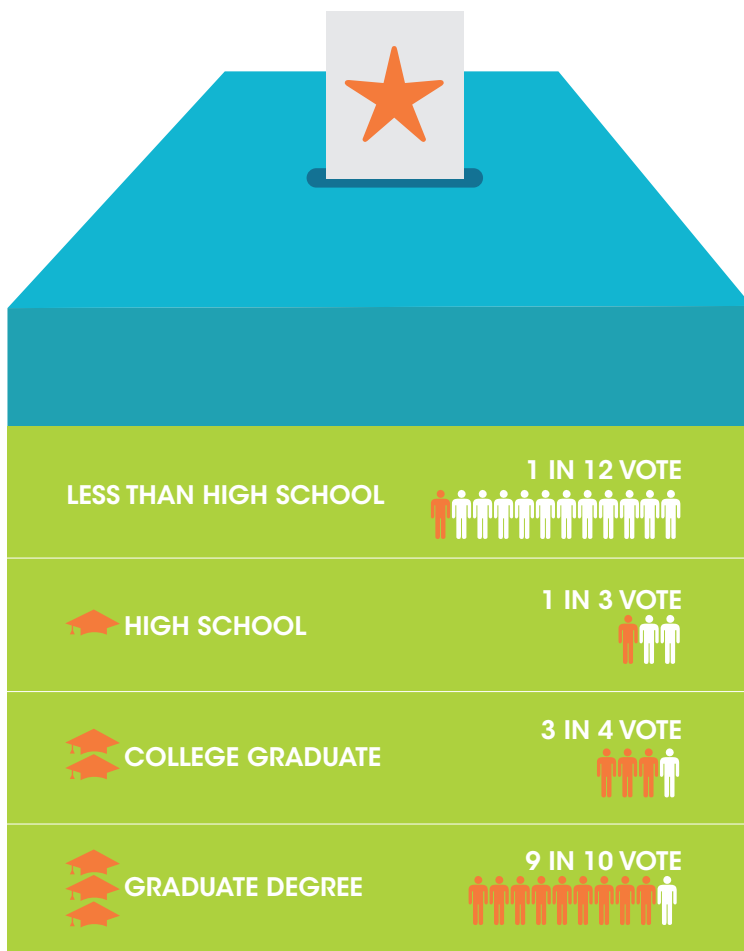 LESS THAN HIGH SCHOOL
1 IN 12 VOTE
HIGH SCHOOL
1 IN 3 VOTE
COLLEGE GRADUATE
3 IN 4 VOTE
GRADUATE DEGREE
9 IN 10 VOTE